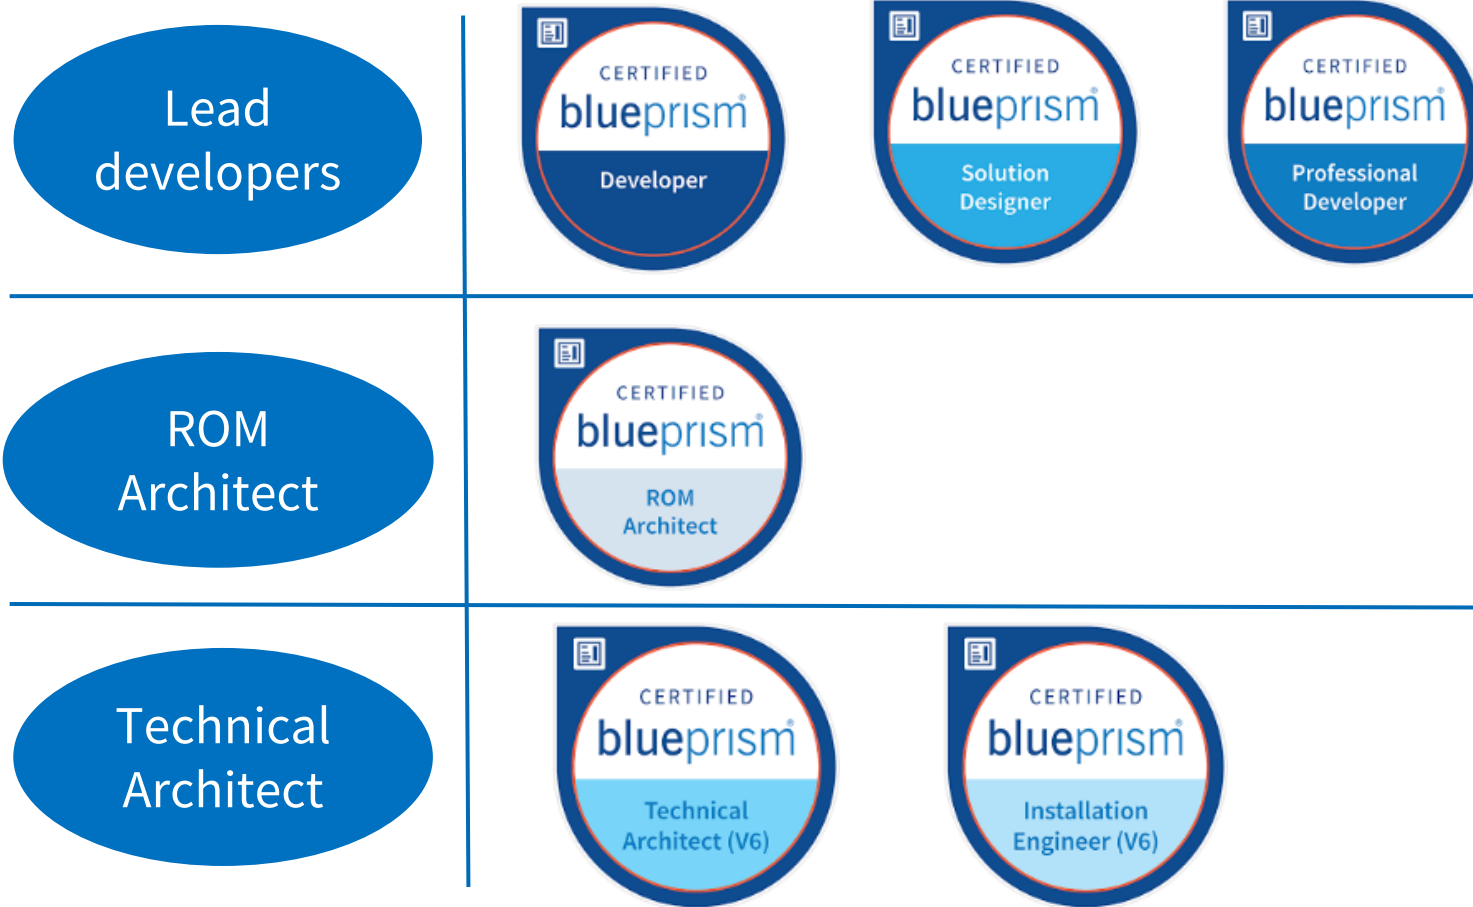 Lead
developers
CERTIFIED
blueprism®
Developer
CERTIFIED
blueprism®
Solution
Designer
CERTIFIED
blueprism®
Professional
Developer
ROM
Architect
CERTIFIED
blueprism®
ROM
Architect
Technical
Architect
CERTIFIED
blueprism®
Technical
Architect (V6)
CERTIFIED
blueprism®
Installation
Engineer (V6)